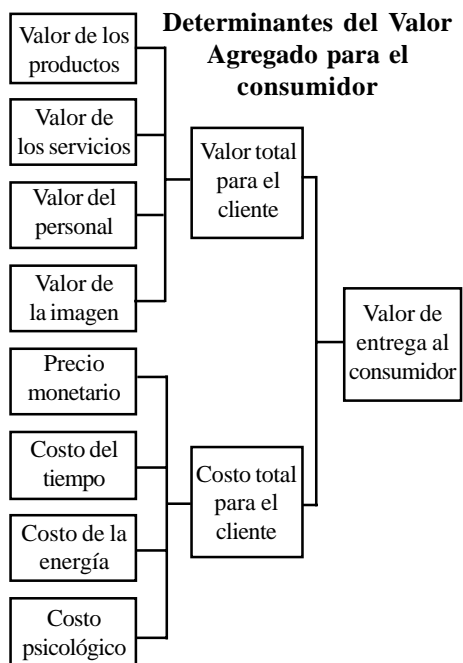 Determinantes del Valor
Agregado para el
consumidor
Valor de los
productos
Valor de
los servicios
Valor del
personal
Valor de
la imagen
Precio
monetario
Costo del
tiempo
Costo de la
energía
Costo
psicológico
Valor total
para el
cliente
Costo total
para el
cliente
Valor de
entrega al
consumidor